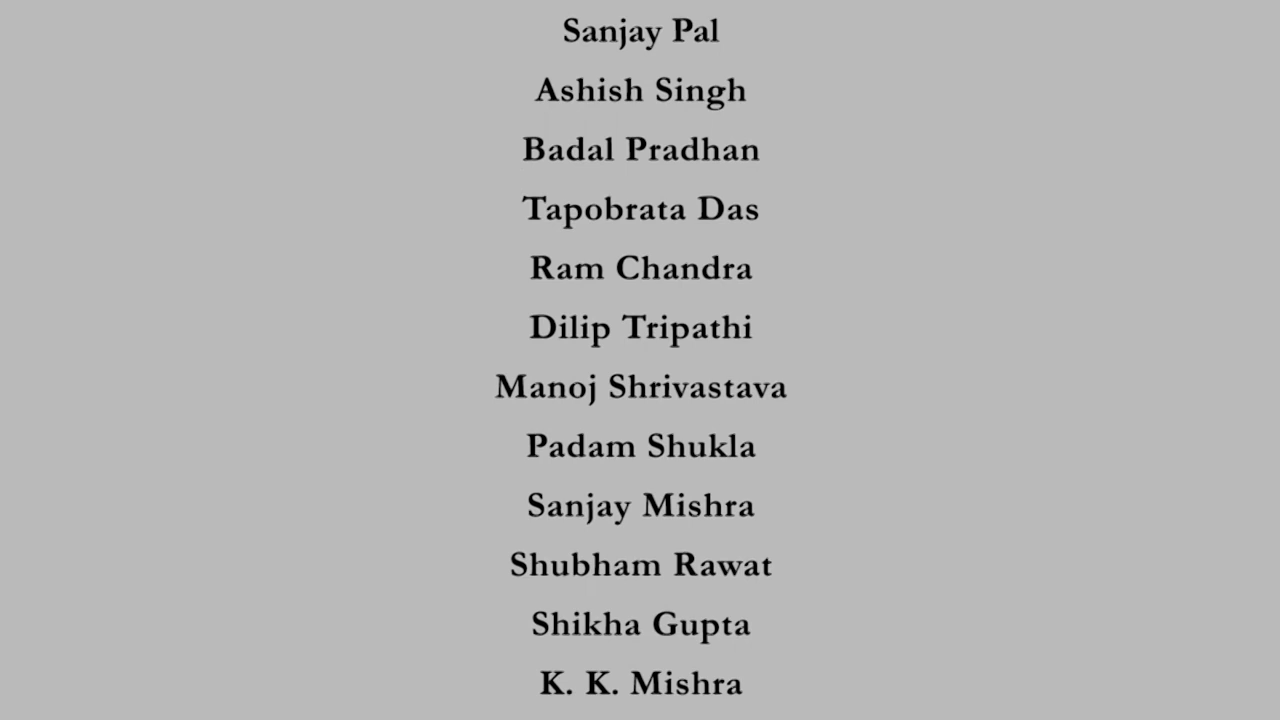 Sanjay Pal
Ashish Singh
Badal Pradhan
Tapobrata Das
Ram Chandra
Dilip Tripathi
Manoj Shrivastava
Padam Shukla
Sanjay Mishra
Shubham Rawat
Shikha Gupta
K. K. Mishra